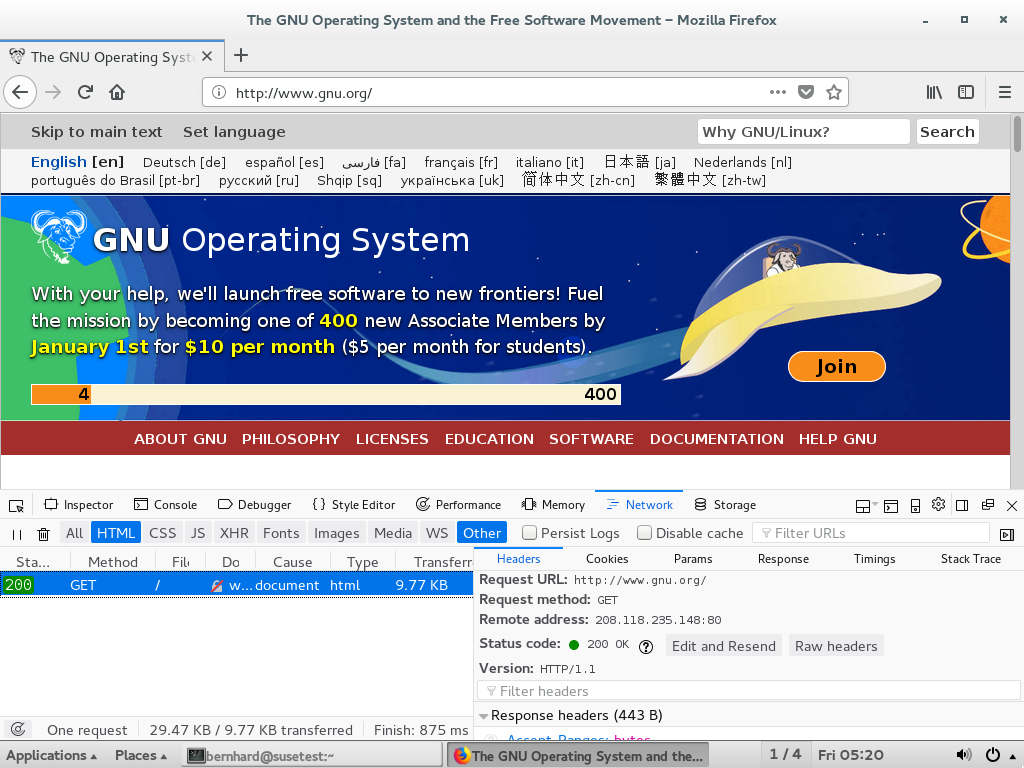 The GNU Operating System and the Free Software Movement – Mozilla Firefox
The GNU Operating Syst
http://www.gnu.org/
Skip to main text Set language Why GNU/Linux? Search
English [en] Deutsch [de] español [es] فارسی [fa] français [fr] italiano [it] 日本語 [ja] Nederlands [nl]
português do Brasil [pt-br] русский [ru] Shqip [sq] українська [uk] 简体中文 [zh-cn] 繁體中文 [zh-tw]
GNU Operating System
With your help, we'll launch free software to new frontiers! Fuel
the mission by becoming one of 400 new Associate Members by
January 1st for $10 per month ($5 per month for students).
Join
4 400
ABOUT GNU PHILOSOPHY LICENSES EDUCATION SOFTWARE DOCUMENTATION HELP GNU
Inspector Console Debugger Style Editor Performance Memory Network Storage
All HTML CSS JS XHR Fonts Images Media WS Other Persist Logs Disable cache Filter URLs
Sta... Method File Do Cause Type Transferr Headers Cookies Params Response Timings Stack Trace
200 GET / w... document html 9.77 KB
Request URL: http://www.gnu.org/
Request method: GET
Remote address: 208.118.235.148:80
Status code: 200 OK Edit and Resend Raw headers
Version: HTTP/1.1
Filter headers
Response headers (443 B)
Accept-Ranges: bytes
One request 29.47 KB / 9.77 KB transferred Finish: 875 ms
Applications Places bernhard@susetest:~ The GNU Operating System and the... 1 / 4 Fri 05:20